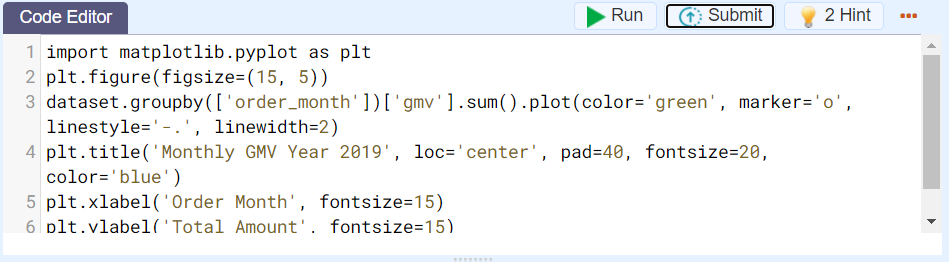 Code Editor
Run
Submit
2 Hint
1 import matplotlib.pyplot as plt
2 plt.figure(figsize=(15, 5))
3 dataset.groupby(['order_month'])['gmv'].sum().plot(color='green', marker='o',
linestyle='-.', linewidth=2)
4 plt.title('Monthly GMV Year 2019', loc='center', pad=40, fontsize=20,
color='blue')
5 plt.xlabel('Order Month', fontsize=15)
6 plt.ylabel('Total Amount', fontsize=15)